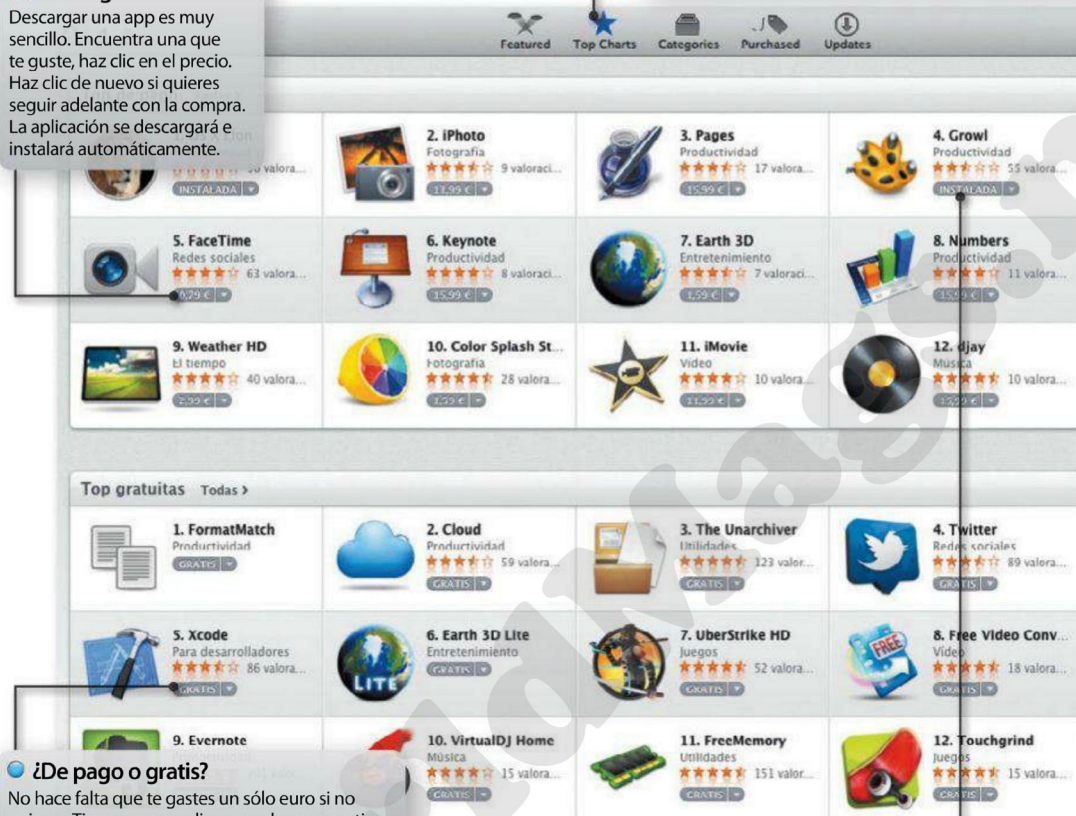 Descargar una app es muy
sencillo. Encuentra una que
te guste, haz clic en el precio.
Haz clic de nuevo si quieres
seguir adelante con la compra.
La aplicación se descargará e
instalará automáticamente.
Featured Top Charts Categories Purchased Updates
valora...
INSTALADA
2. iPhoto
Fotografía
9 valoraci...
11,99 €
3. Pages
Productividad
17 valora...
15,99 €
4. Growl
Productividad
55 valora...
INSTALADA
5. FaceTime
Redes sociales
63 valora...
0,79 €
6. Keynote
Productividad
8 valoraci...
15,99 €
7. Earth 3D
Entretenimiento
7 valoraci...
1,59 €
8. Numbers
Productividad
11 valora...
15,99 €
9. Weather HD
El tiempo
40 valora...
10. Color Splash St...
Fotografía
28 valora...
11. iMovie
Vídeo
10 valora...
11,99 €
12. djay
Música
10 valora...
Top gratuitas Todas >
1. FormatMatch
Productividad
GRATIS
2. Cloud
Productividad
59 valora...
GRATIS
3. The Unarchiver
Utilidades
123 valor...
GRATIS
4. Twitter
Redes sociales
89 valora...
GRATIS
5. Xcode
Para desarrolladores
86 valora...
GRATIS
6. Earth 3D Lite
Entretenimiento
GRATIS
LITE
7. UberStrike HD
Juegos
52 valora...
GRATIS
8. Free Video Conv...
Vídeo
18 valora...
GRATIS
FREE
9. Evernote
10. VirtualDJ Home
Música
15 valora...
GRATIS
11. FreeMemory
Utilidades
151 valor...
GRATIS
12. Touchgrind
Juegos
15 valora...
GRATIS
¿De pago o gratis?
No hace falta que te gastes un sólo euro si no